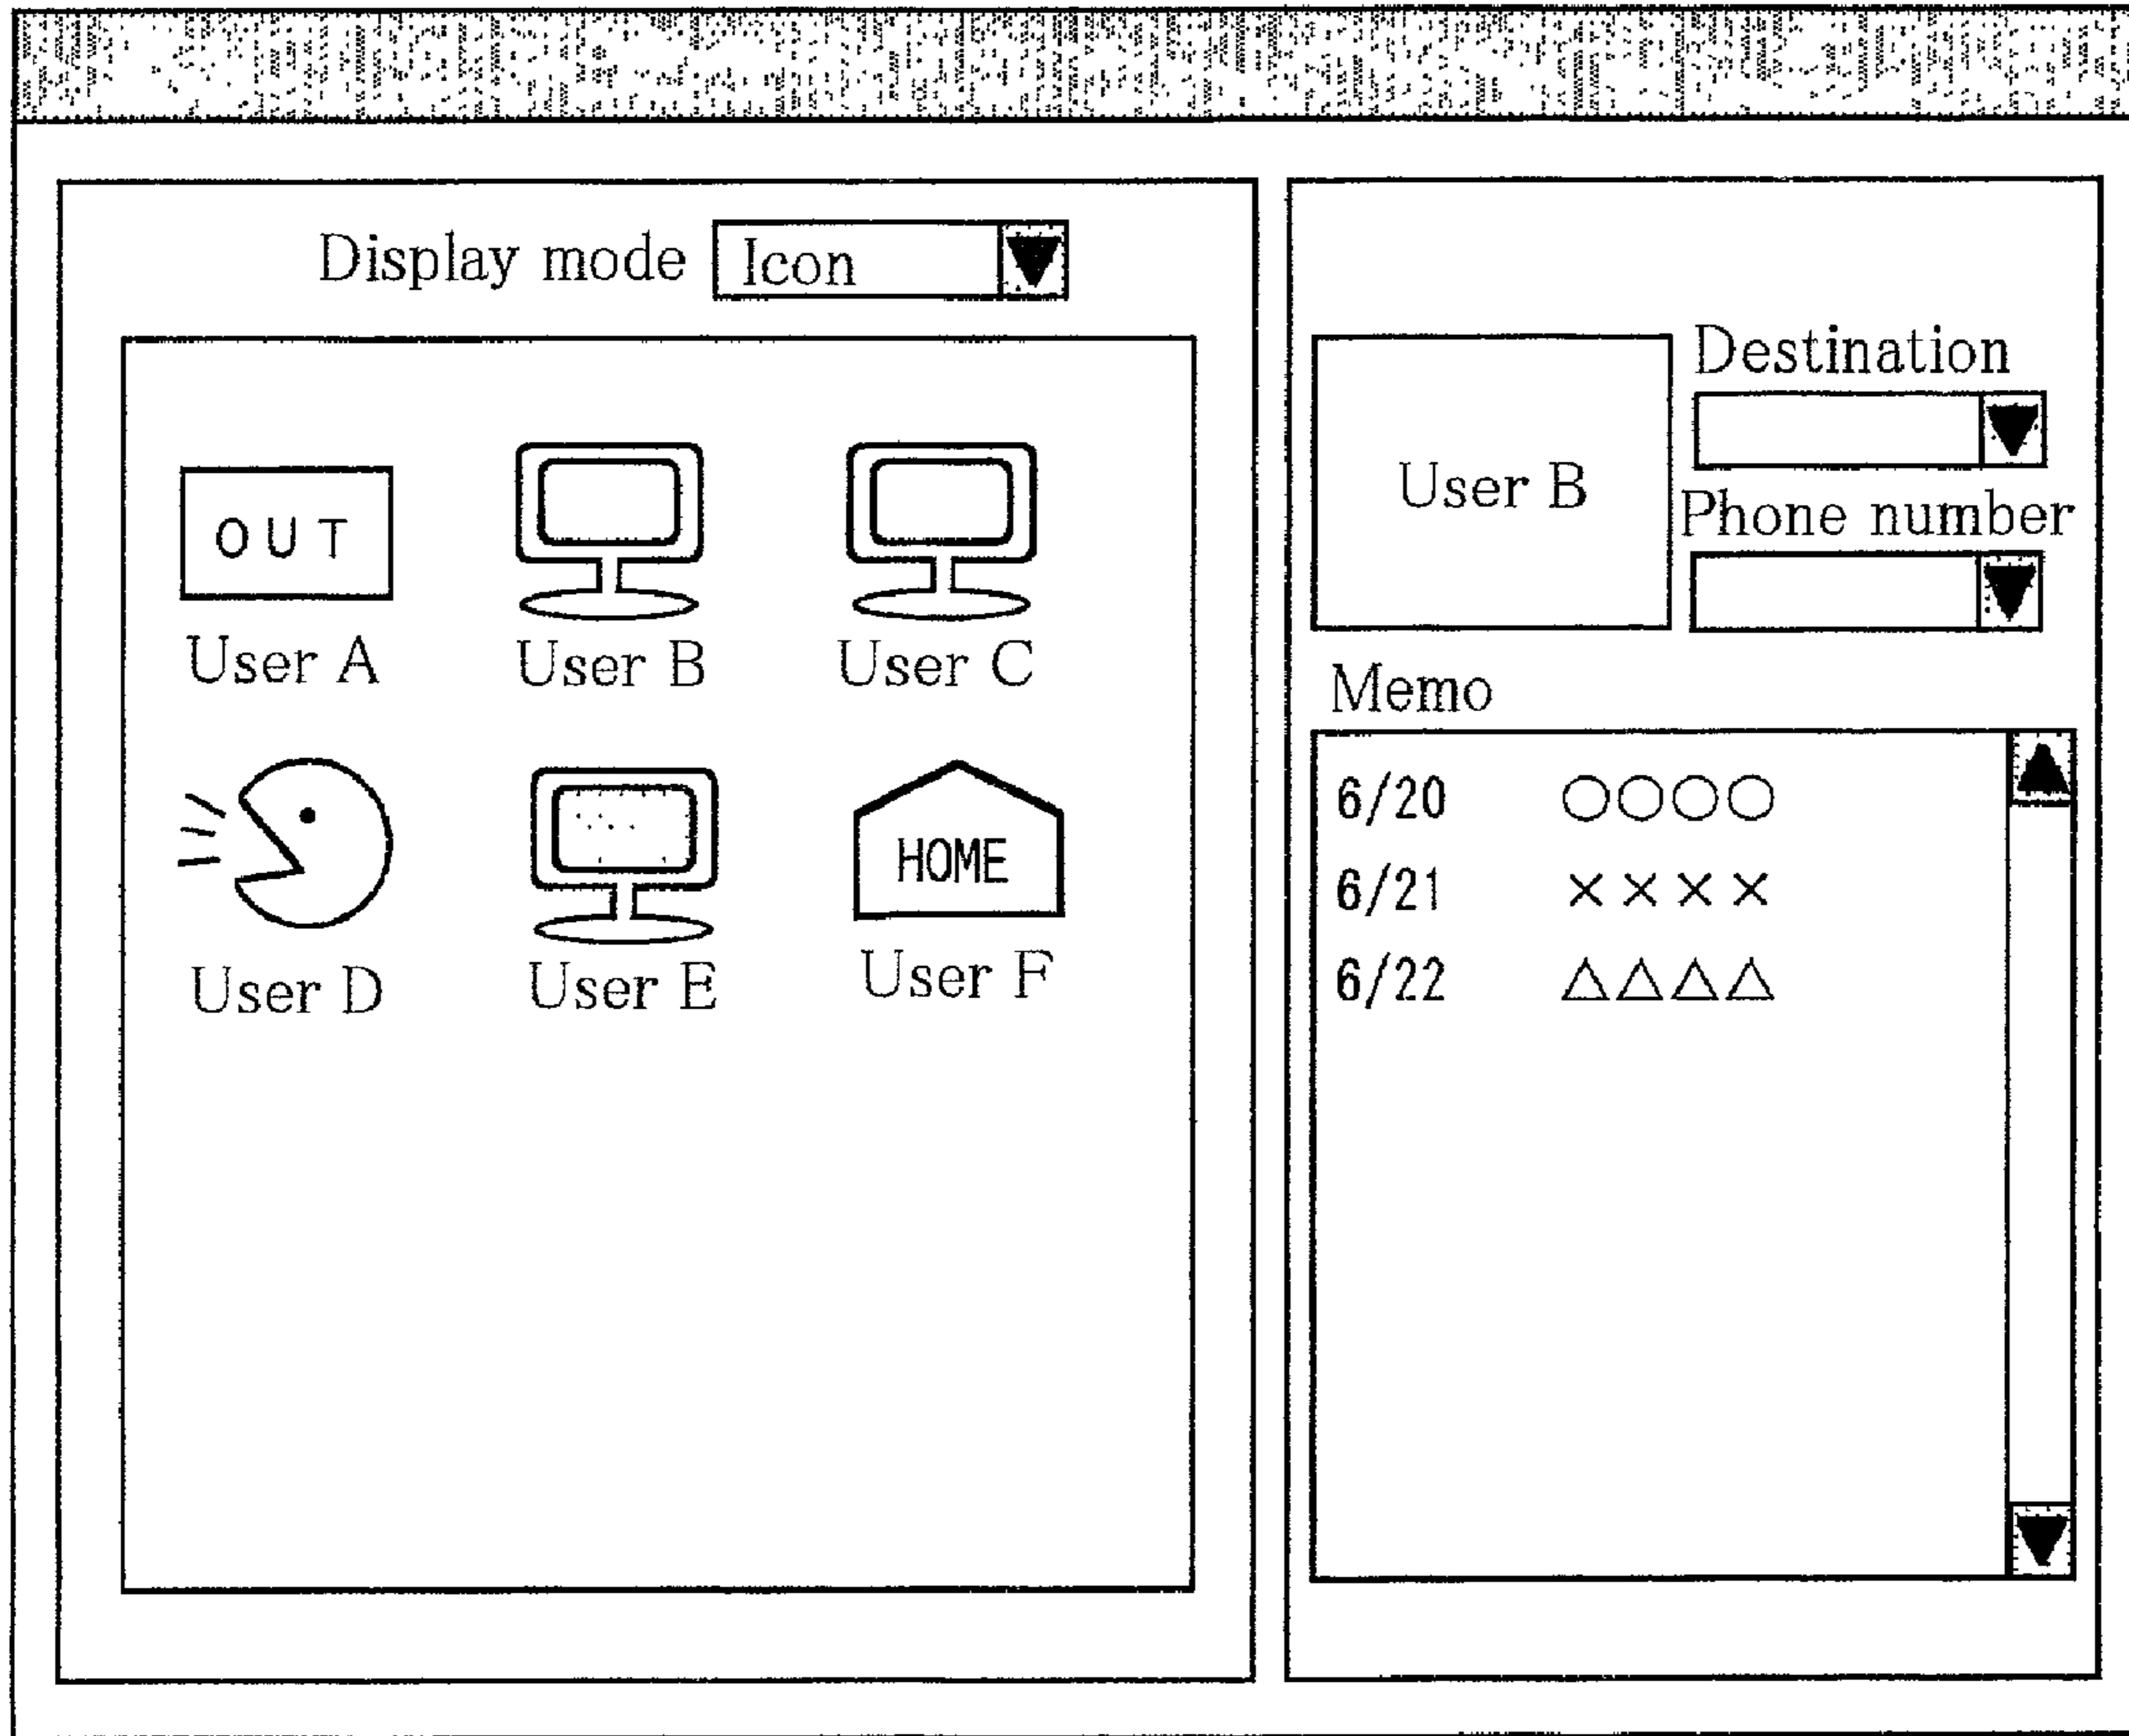 Display mode Icon
OUT
User A User B User C
HOME
User D User E User F
User B
Destination
Phone number
Memo
6/20 ○○○○
6/21 ××××
6/22 △△△△